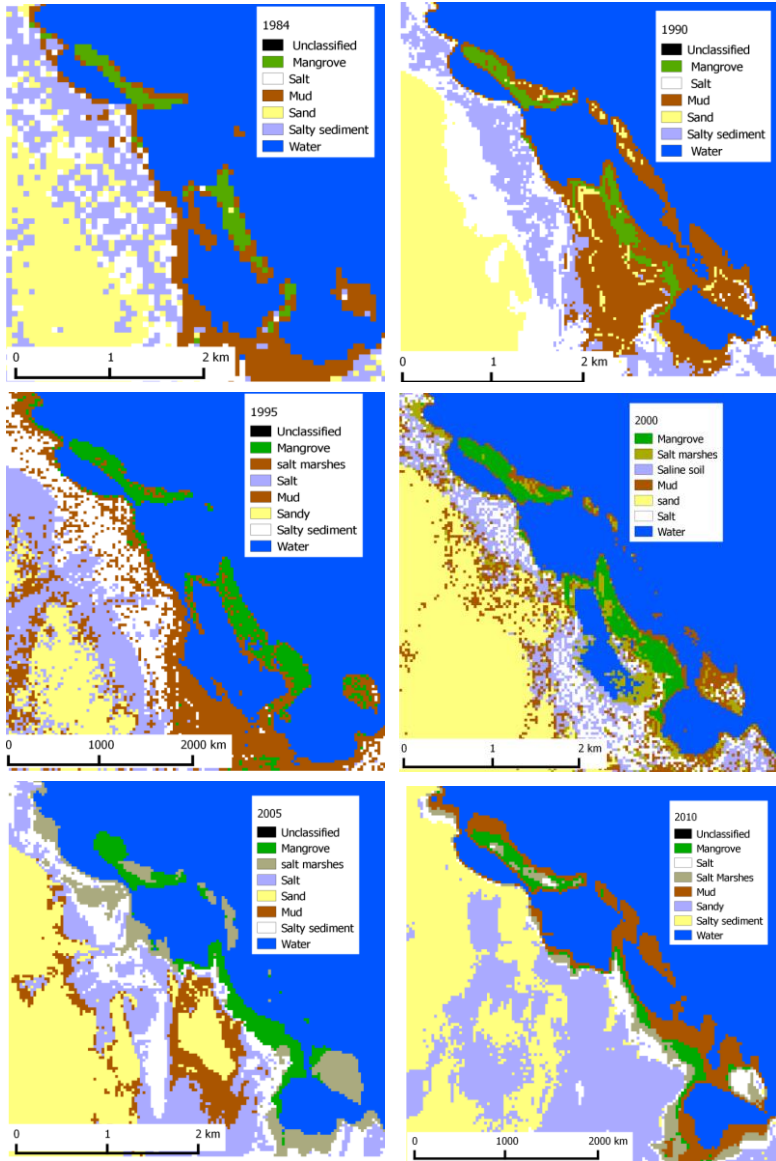 1984
Unclassified
Mangrove
Salt
Mud
Sand
Salty sediment
Water
0 1 2 km
1990
Unclassified
Mangrove
Salt
Mud
Sand
Salty sediment
Water
0 1 2 km
1995
Unclassified
Mangrove
salt marshes
Salt
Mud
Sandy
Salty sediment
Water
0 1000 2000 km
2000
Mangrove
Salt marshes
Saline soil
Mud
sand
Salt
Water
0 1 2 km
2005
Unclassified
Mangrove
salt marshes
Salt
Sand
Mud
Salty sediment
Water
0 1 2 km
2010
Unclassified
Mangrove
Salt
Salt Marshes
Mud
Sandy
Salty sediment
Water
0 1000 2000 km